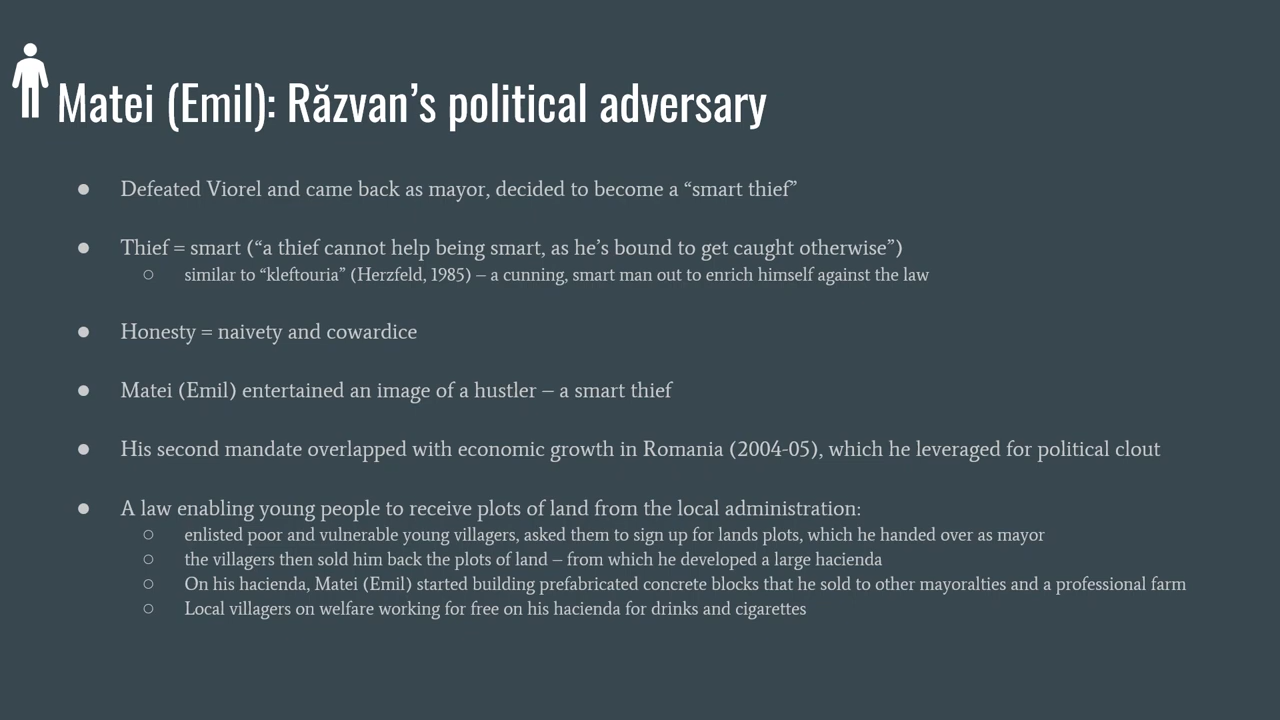 Matei (Emil): Răzvan’s political adversary
● Defeated Viorel and came back as mayor, decided to become a “smart thief”
● Thief = smart (“a thief cannot help being smart, as he’s bound to get caught otherwise”)
○ similar to “kleftouria” (Herzfeld, 1985) – a cunning, smart man out to enrich himself against the law
● Honesty = naivety and cowardice
● Matei (Emil) entertained an image of a hustler – a smart thief
● His second mandate overlapped with economic growth in Romania (2004-05), which he leveraged for political clout
● A law enabling young people to receive plots of land from the local administration:
○ enlisted poor and vulnerable young villagers, asked them to sign up for lands plots, which he handed over as mayor
○ the villagers then sold him back the plots of land – from which he developed a large hacienda
○ On his hacienda, Matei (Emil) started building prefabricated concrete blocks that he sold to other mayoralties and a professional farm
○ Local villagers on welfare working for free on his hacienda for drinks and cigarettes